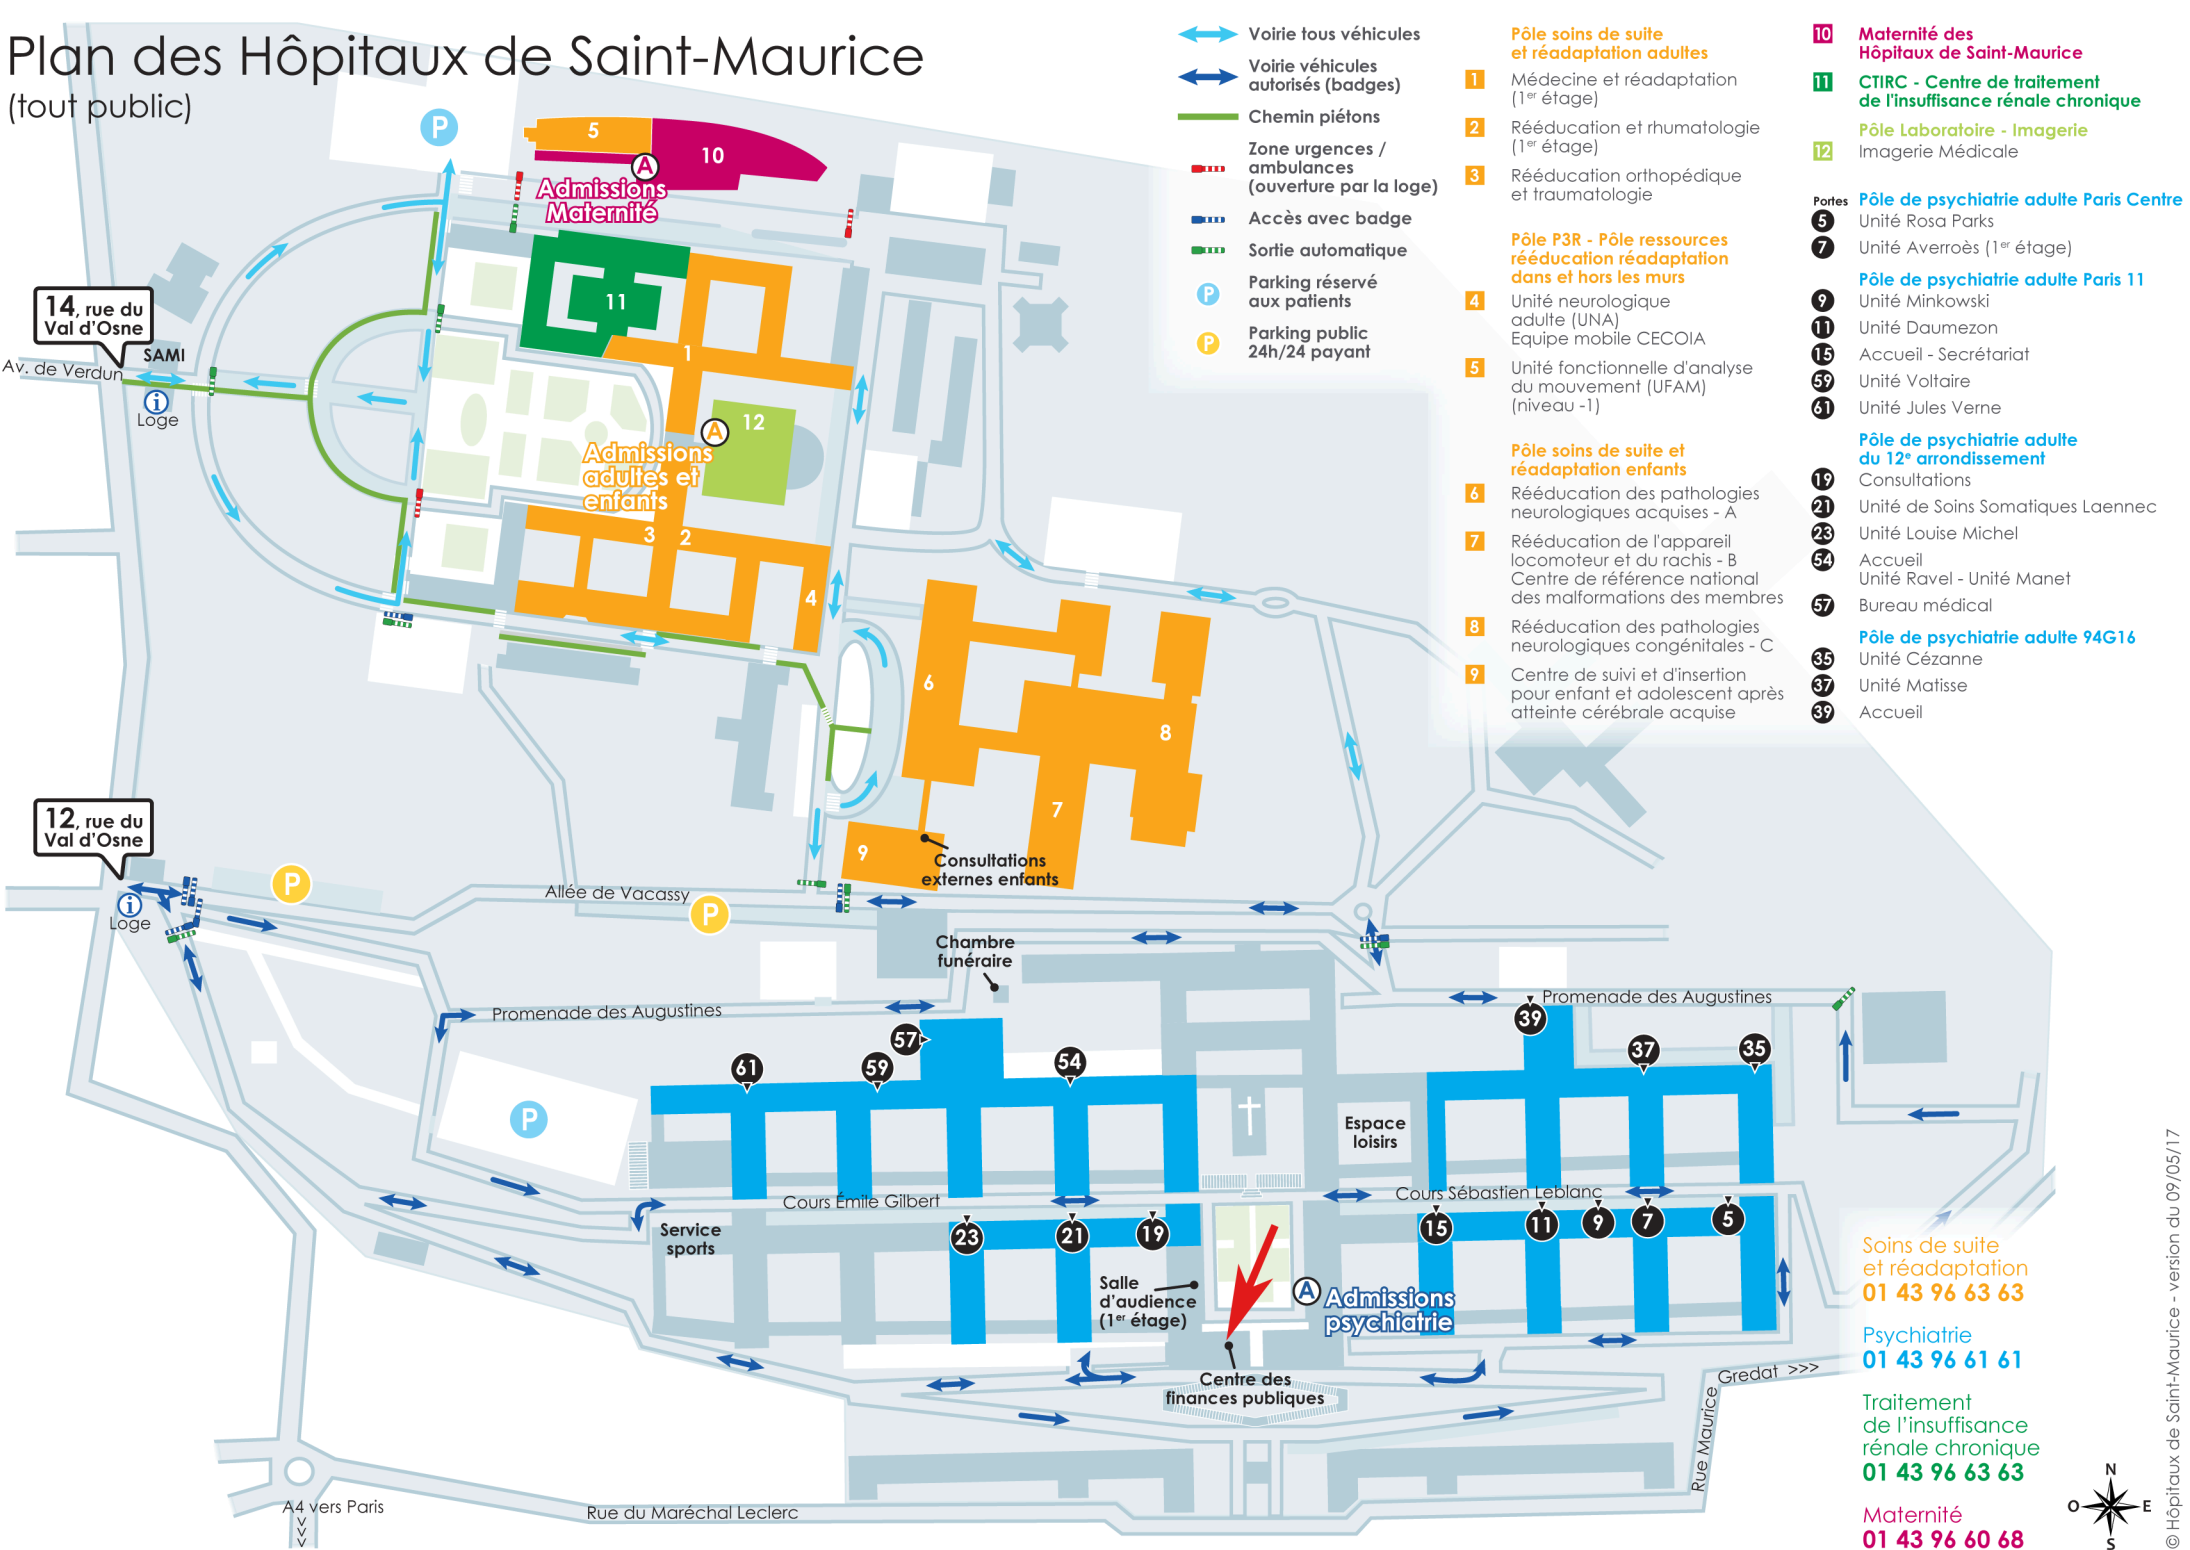 Plan des Hôpitaux de Saint-Maurice
(tout public)
Voirie tous véhicules
Voirie véhicules
autorisés (badges)
Chemin piétons
Zone urgences /
ambulances
(ouverture par la loge)
Accès avec badge
Sortie automatique
P
Parking réservé
aux patients
P
Parking public
24h/24 payant
Pôle soins de suite
et réadaptation adultes
1 Médecine et réadaptation
(1er étage)
2 Rééducation et rhumatologie
(1er étage)
3 Rééducation orthopédique
et traumatologie
Pôle P3R - Pôle ressources
rééducation réadaptation
dans et hors les murs
4 Unité neurologique
adulte (UNA)
Equipe mobile CECOIA
5 Unité fonctionnelle d'analyse
du mouvement (UFAM)
(niveau -1)
Pôle soins de suite et
réadaptation enfants
6 Rééducation des pathologies
neurologiques acquises - A
7 Rééducation de l'appareil
locomoteur et du rachis - B
Centre de référence national
des malformations des membres
8 Rééducation des pathologies
neurologiques congénitales - C
9 Centre de suivi et d'insertion
pour enfant et adolescent après
atteinte cérébrale acquise
10 Maternité des
Hôpitaux de Saint-Maurice
11 CTIRC - Centre de traitement
de l'insuffisance rénale chronique
Pôle Laboratoire - Imagerie
12 Imagerie Médicale
Portes Pôle de psychiatrie adulte Paris Centre
5 Unité Rosa Parks
7 Unité Averroès (1er étage)
Pôle de psychiatrie adulte Paris 11
9 Unité Minkowski
11 Unité Daumezon
15 Accueil - Secrétariat
59 Unité Voltaire
61 Unité Jules Verne
Pôle de psychiatrie adulte
du 12e arrondissement
19 Consultations
21 Unité de Soins Somatiques Laennec
23 Unité Louise Michel
54 Accueil
Unité Ravel - Unité Manet
57 Bureau médical
Pôle de psychiatrie adulte 94G16
35 Unité Cézanne
37 Unité Matisse
39 Accueil
P
5
10
A
Admissions
Maternité
11
1
14, rue du
Val d'Osne
SAMI
Av. de Verdun
i
Loge
12
A
Admissions
adultes et
enfants
3
2
4
6
8
7
9
Consultations
externes enfants
12, rue du
Val d'Osne
i
Loge
P
Allée de Vacassy
P
Chambre
funéraire
Promenade des Augustines
Promenade des Augustines
39
57
61
59
54
37
35
P
Espace
loisirs
Cours Émile Gilbert
Cours Sébastien Leblanc
Service
sports
23
21
19
15
11
9
7
5
Salle
d'audience
(1er étage)
A
Admissions
psychiatrie
Centre des
finances publiques
Rue Maurice
Gredat >>>
A4 vers Paris
>>>
Rue du Maréchal Leclerc
Soins de suite
et réadaptation
01 43 96 63 63
Psychiatrie
01 43 96 61 61
Traitement
de l'insuffisance
rénale chronique
01 43 96 63 63
Maternité
01 43 96 60 68
N
O
E
S
© Hôpitaux de Saint-Maurice - version du 09/05/17